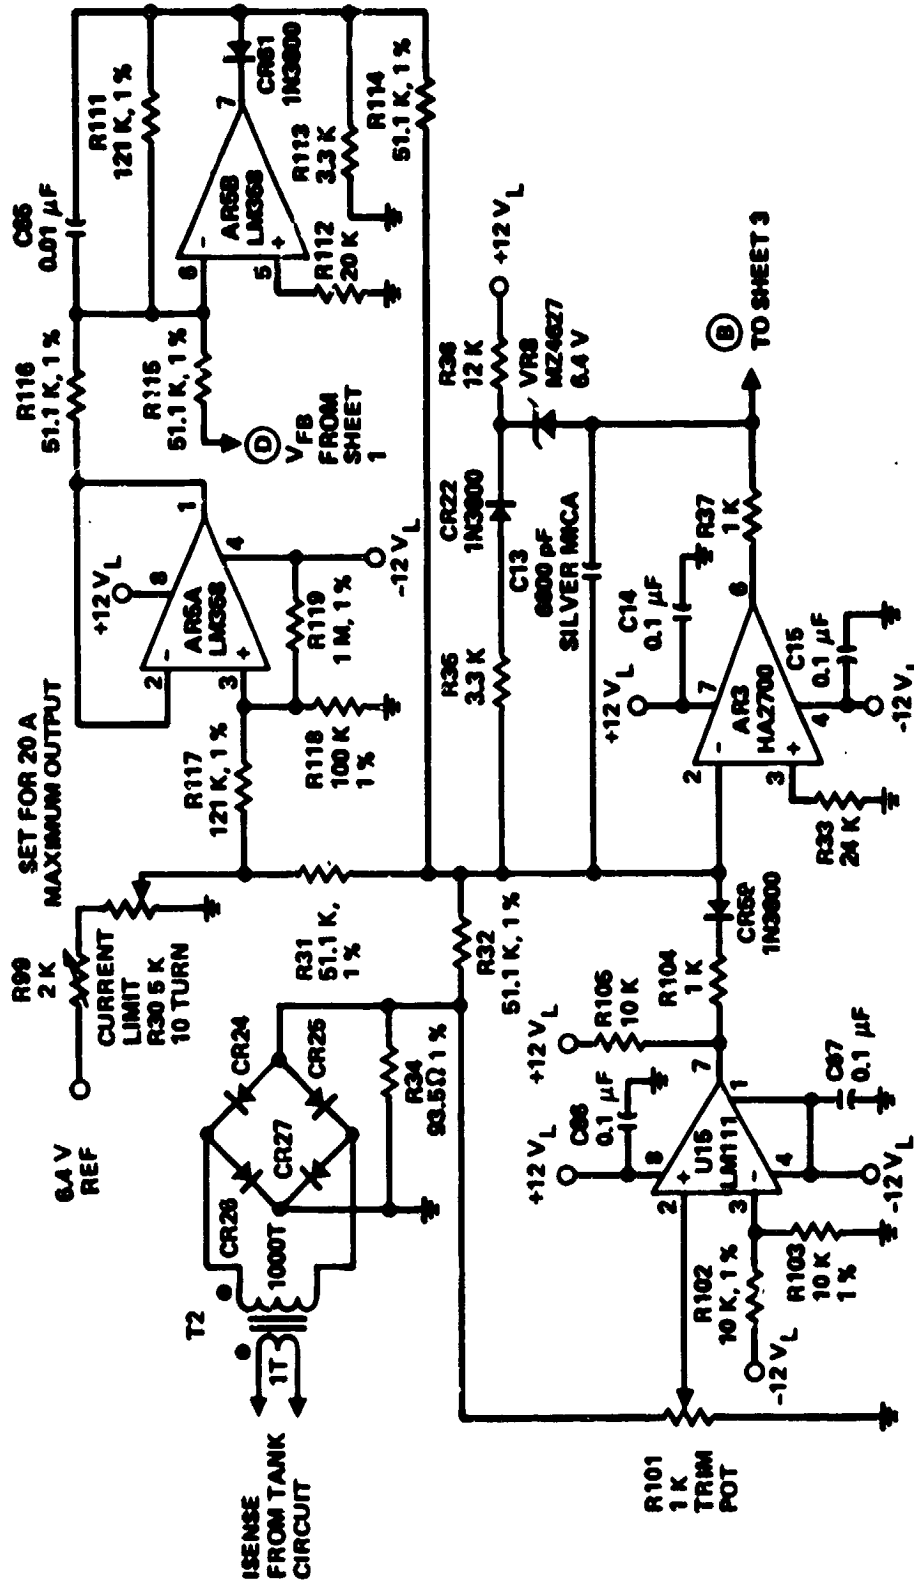 ISENSE
FROM TANK
CIRCUIT
T2
1T
1000T
CR26
CR27
CR24
CR25
6.4 V
REF
R99
2 K
CURRENT
LIMIT
R30 5 K
10 TURN
SET FOR 20 A
MAXIMUM OUTPUT
R34
93.5Ω 1 %
R31
51.1 K,
1 %
R32
51.1 K, 1 %
R117
121 K, 1 %
R118
100 K
1 %
R119
1 M, 1 %
+12 VL
-12 VL
2
3
8
4
1
-
+
AR5A
LM358
R116
51.1 K, 1 %
R115
51.1 K, 1 %
D
VFB
FROM
SHEET
1
C65
0.01 μF
R111
121 K, 1 %
6
5
7
-
+
AR5B
LM358
CR61
1N3600
R112
20 K
R113
3.3 K
R114
51.1 K, 1 %
R101
1 K
TRIM
POT
R102
10 K, 1 %
-12 VL
R103
10 K
1 %
2
3
8
4
1
7
+
-
U15
LM111
+12 VL
C66
0.1 μF
-12 VL
C67
0.1 μF
+12 VL
R105
10 K
R104
1 K
1N3600
R33
24 K
2
3
7
4
6
-
+
AR3
HA2700
+12 VL
C14
0.1 μF
C15
0.1 μF
-12 VL
R37
1 K
R35
3.3 K
CR22
1N3600
C13
pF
SILVER MICA
R36
12 K
+12 VL
VR8
MZ4627
6.4 V
B
TO SHEET 3